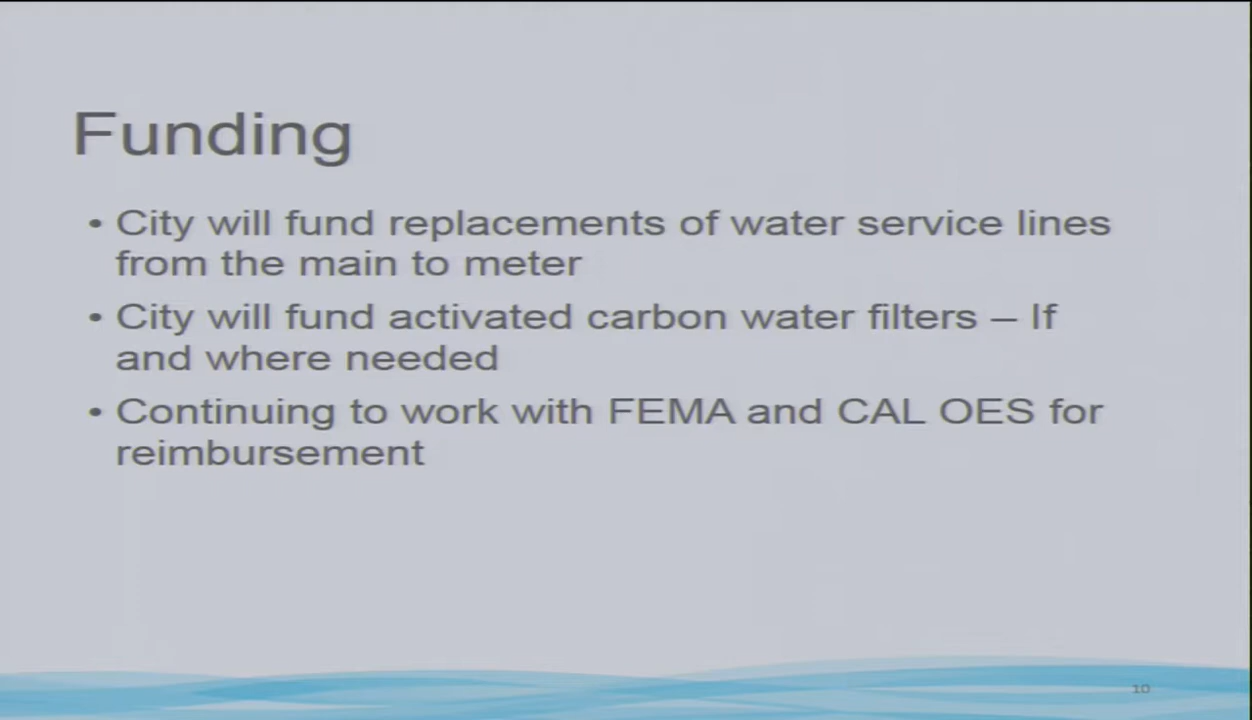 Funding
• City will fund replacements of water service lines
from the main to meter
• City will fund activated carbon water filters – If
and where needed
• Continuing to work with FEMA and CAL OES for
reimbursement
10